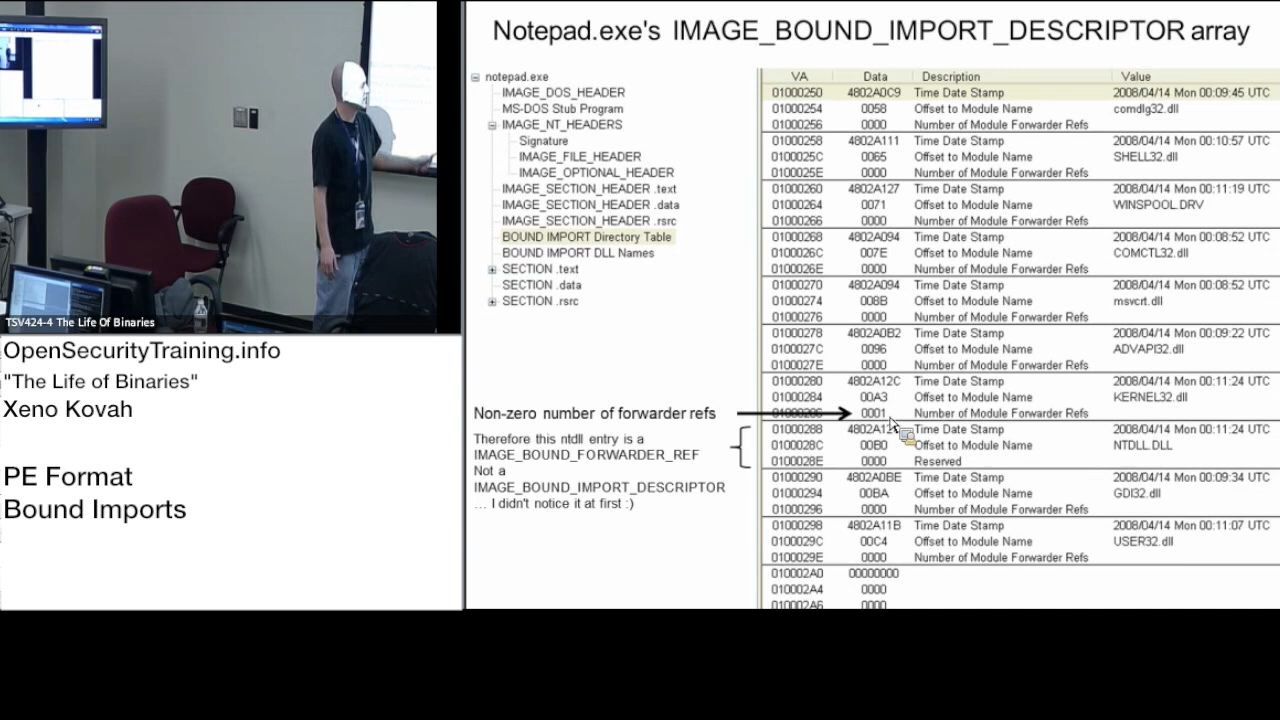 Notepad.exe's IMAGE_BOUND_IMPORT_DESCRIPTOR array
TSV424-4 The Life Of Binaries
OpenSecurityTraining.info
"The Life of Binaries"
Xeno Kovah
PE Format
Bound Imports
notepad.exe
IMAGE_DOS_HEADER
MS-DOS Stub Program
IMAGE_NT_HEADERS
Signature
IMAGE_FILE_HEADER
IMAGE_OPTIONAL_HEADER
IMAGE_SECTION_HEADER .text
IMAGE_SECTION_HEADER .data
IMAGE_SECTION_HEADER .rsrc
BOUND IMPORT Directory Table
BOUND IMPORT DLL Names
SECTION .text
SECTION .data
SECTION .rsrc
Non-zero number of forwarder refs
Therefore this ntdll entry is a
IMAGE_BOUND_FORWARDER_REF
Not a
IMAGE_BOUND_IMPORT_DESCRIPTOR
... I didn't notice it at first :)
VA Data Description Value
01000250 4802A0C9 Time Date Stamp 2008/04/14 Mon 00:09:45 UTC
01000254 0058 Offset to Module Name comdlg32.dll
01000256 0000 Number of Module Forwarder Refs
01000258 4802A111 Time Date Stamp 2008/04/14 Mon 00:10:57 UTC
0100025C 0065 Offset to Module Name SHELL32.dll
0100025E 0000 Number of Module Forwarder Refs
01000260 4802A127 Time Date Stamp 2008/04/14 Mon 00:11:19 UTC
01000264 0071 Offset to Module Name WINSPOOL.DRV
01000266 0000 Number of Module Forwarder Refs
01000268 4802A094 Time Date Stamp 2008/04/14 Mon 00:08:52 UTC
0100026C 007E Offset to Module Name COMCTL32.dll
0100026E 0000 Number of Module Forwarder Refs
01000270 4802A094 Time Date Stamp 2008/04/14 Mon 00:08:52 UTC
01000274 008B Offset to Module Name msvcrt.dll
01000276 0000 Number of Module Forwarder Refs
01000278 4802A0B2 Time Date Stamp 2008/04/14 Mon 00:09:22 UTC
0100027C 0096 Offset to Module Name ADVAPI32.dll
0100027E 0000 Number of Module Forwarder Refs
01000280 4802A12C Time Date Stamp 2008/04/14 Mon 00:11:24 UTC
01000284 00A3 Offset to Module Name KERNEL32.dll
01000286 0001 Number of Module Forwarder Refs
01000288 Time Date Stamp 2008/04/14 Mon 00:11:24 UTC
0100028C 00B0 Offset to Module Name NTDLL.DLL
0100028E 0000 Reserved
01000290 4802A0BE Time Date Stamp 2008/04/14 Mon 00:09:34 UTC
01000294 00BA Offset to Module Name GDI32.dll
01000296 0000 Number of Module Forwarder Refs
01000298 4802A11B Time Date Stamp 2008/04/14 Mon 00:11:07 UTC
0100029C 00C4 Offset to Module Name USER32.dll
0100029E 0000 Number of Module Forwarder Refs
010002A0 00000000
010002A4 0000
010002A6 0000